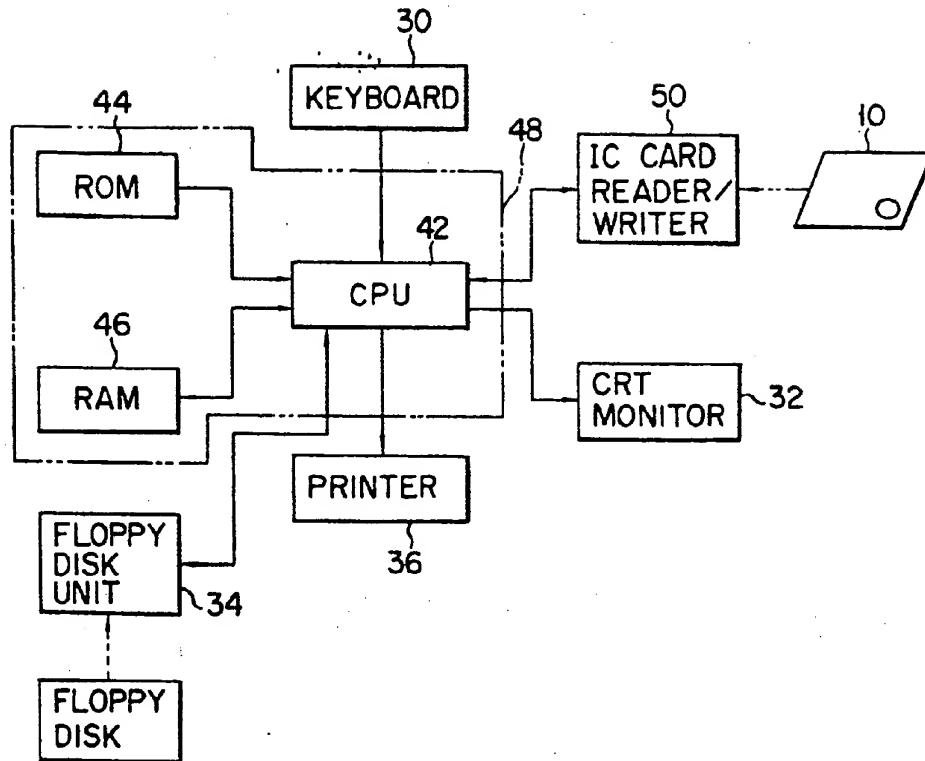 30
KEYBOARD
44
ROM
48
50
IC CARD
READER/
WRITER
10
42
CPU
46
RAM
CRT
MONITOR
32
PRINTER
36
FLOPPY
DISK
UNIT
34
FLOPPY
DISK